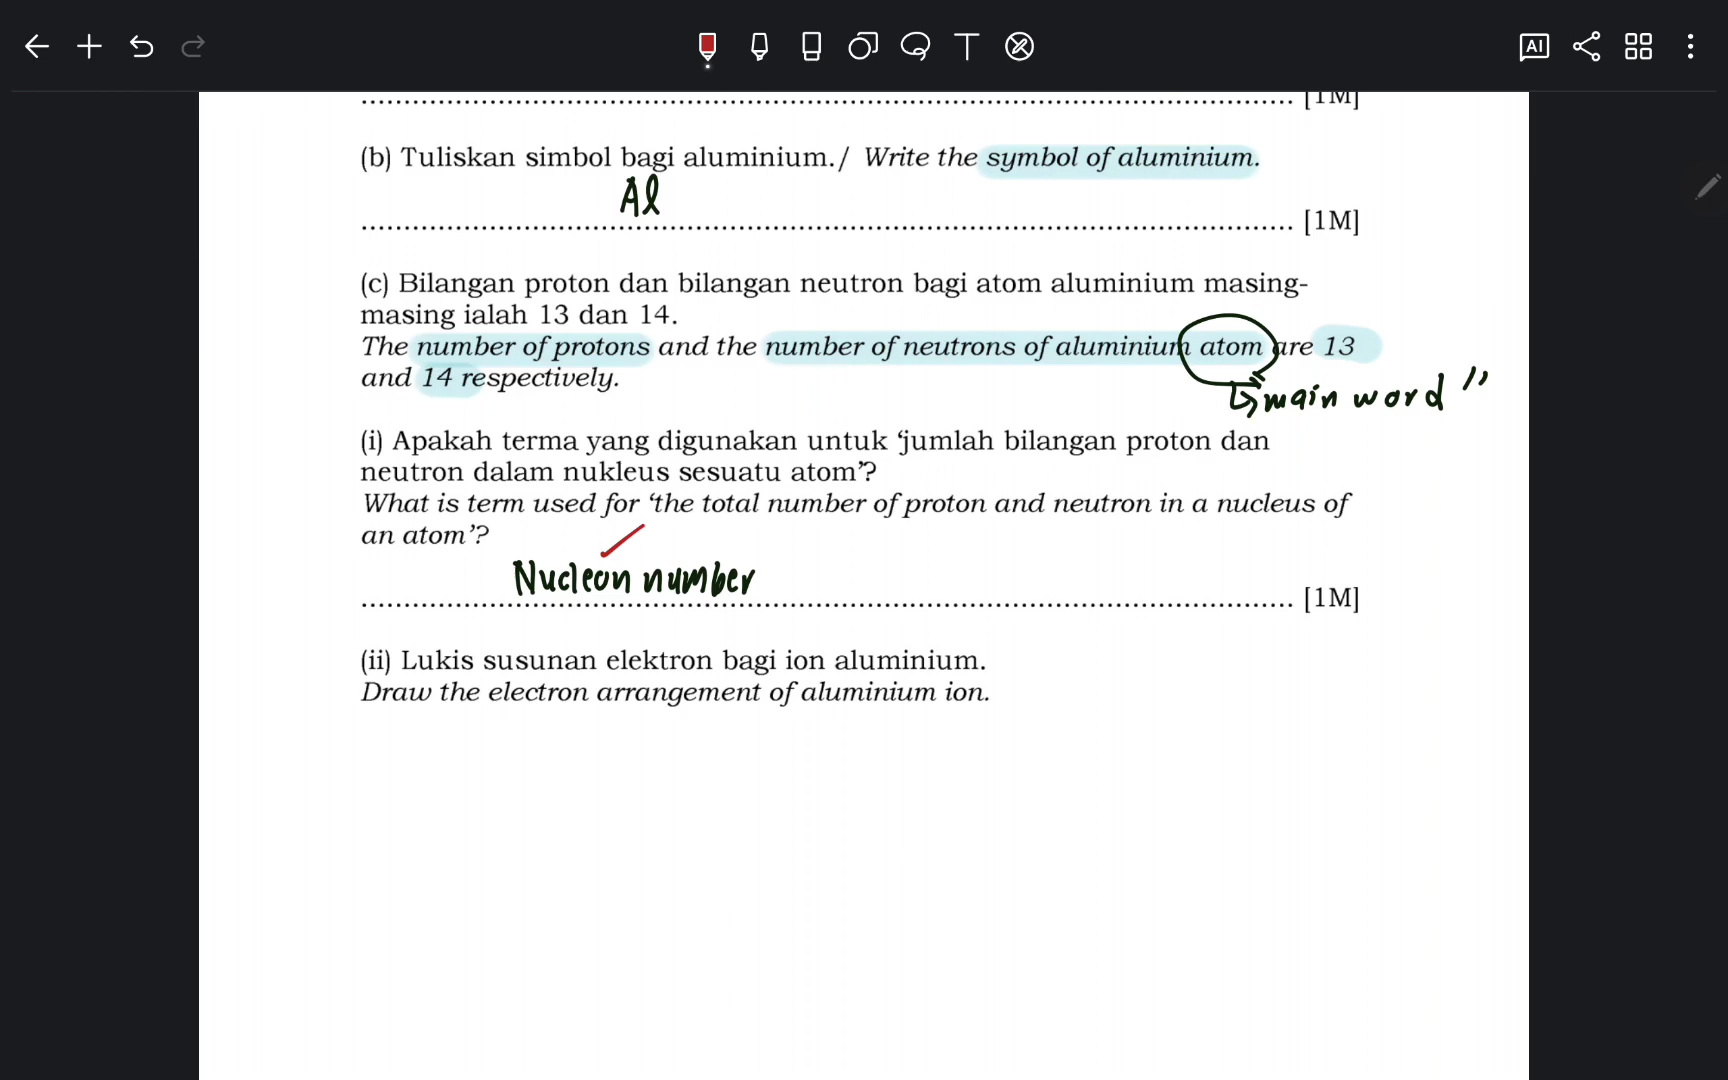 AI
[1M]
(b) Tuliskan simbol bagi aluminium./ Write the symbol of aluminium.
Al
[1M]
(c) Bilangan proton dan bilangan neutron bagi atom aluminium masing-
masing ialah 13 dan 14.
The number of protons and the number of neutrons of aluminium atom are 13
and 14 respectively.
main word "
(i) Apakah terma yang digunakan untuk ‘jumlah bilangan proton dan
neutron dalam nukleus sesuatu atom’?
What is term used for ‘the total number of proton and neutron in a nucleus of
an atom’?
Nucleon number
[1M]
(ii) Lukis susunan elektron bagi ion aluminium.
Draw the electron arrangement of aluminium ion.